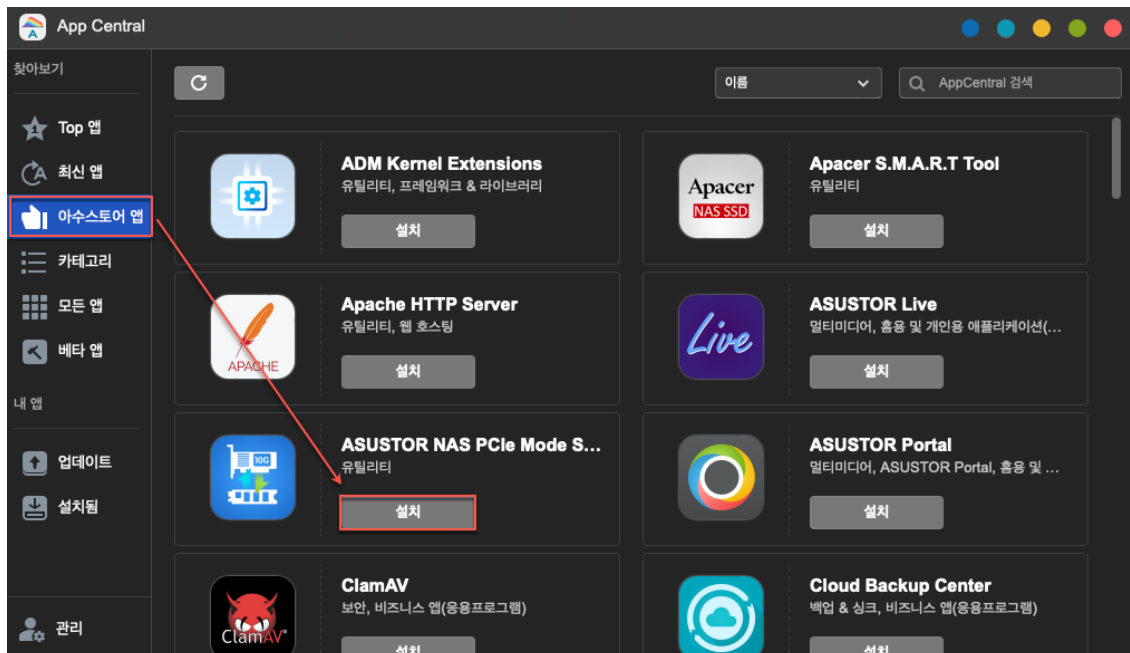 App Central
찾아보기
이름
AppCentral 검색
Top 앱
최신 앱
아수스토어 앱
카테고리
모든 앱
베타 앱
내 앱
업데이트
설치됨
관리
ADM Kernel Extensions
유틸리티, 프레임워크 & 라이브러리
설치
Apacer
NAS SSD
Apacer S.M.A.R.T Tool
유틸리티
설치
APACHE
Apache HTTP Server
유틸리티, 웹 호스팅
설치
Live
ASUSTOR Live
멀티미디어, 홈용 및 개인용 애플리케이션(...
설치
10G
ASUSTOR NAS PCIe Mode S...
유틸리티
설치
ASUSTOR Portal
멀티미디어, ASUSTOR Portal, 홈용 및 ...
설치
ClamAV
ClamAV
보안, 비즈니스 앱(응용프로그램)
설치
Cloud Backup Center
백업 & 싱크, 비즈니스 앱(응용프로그램)
설치